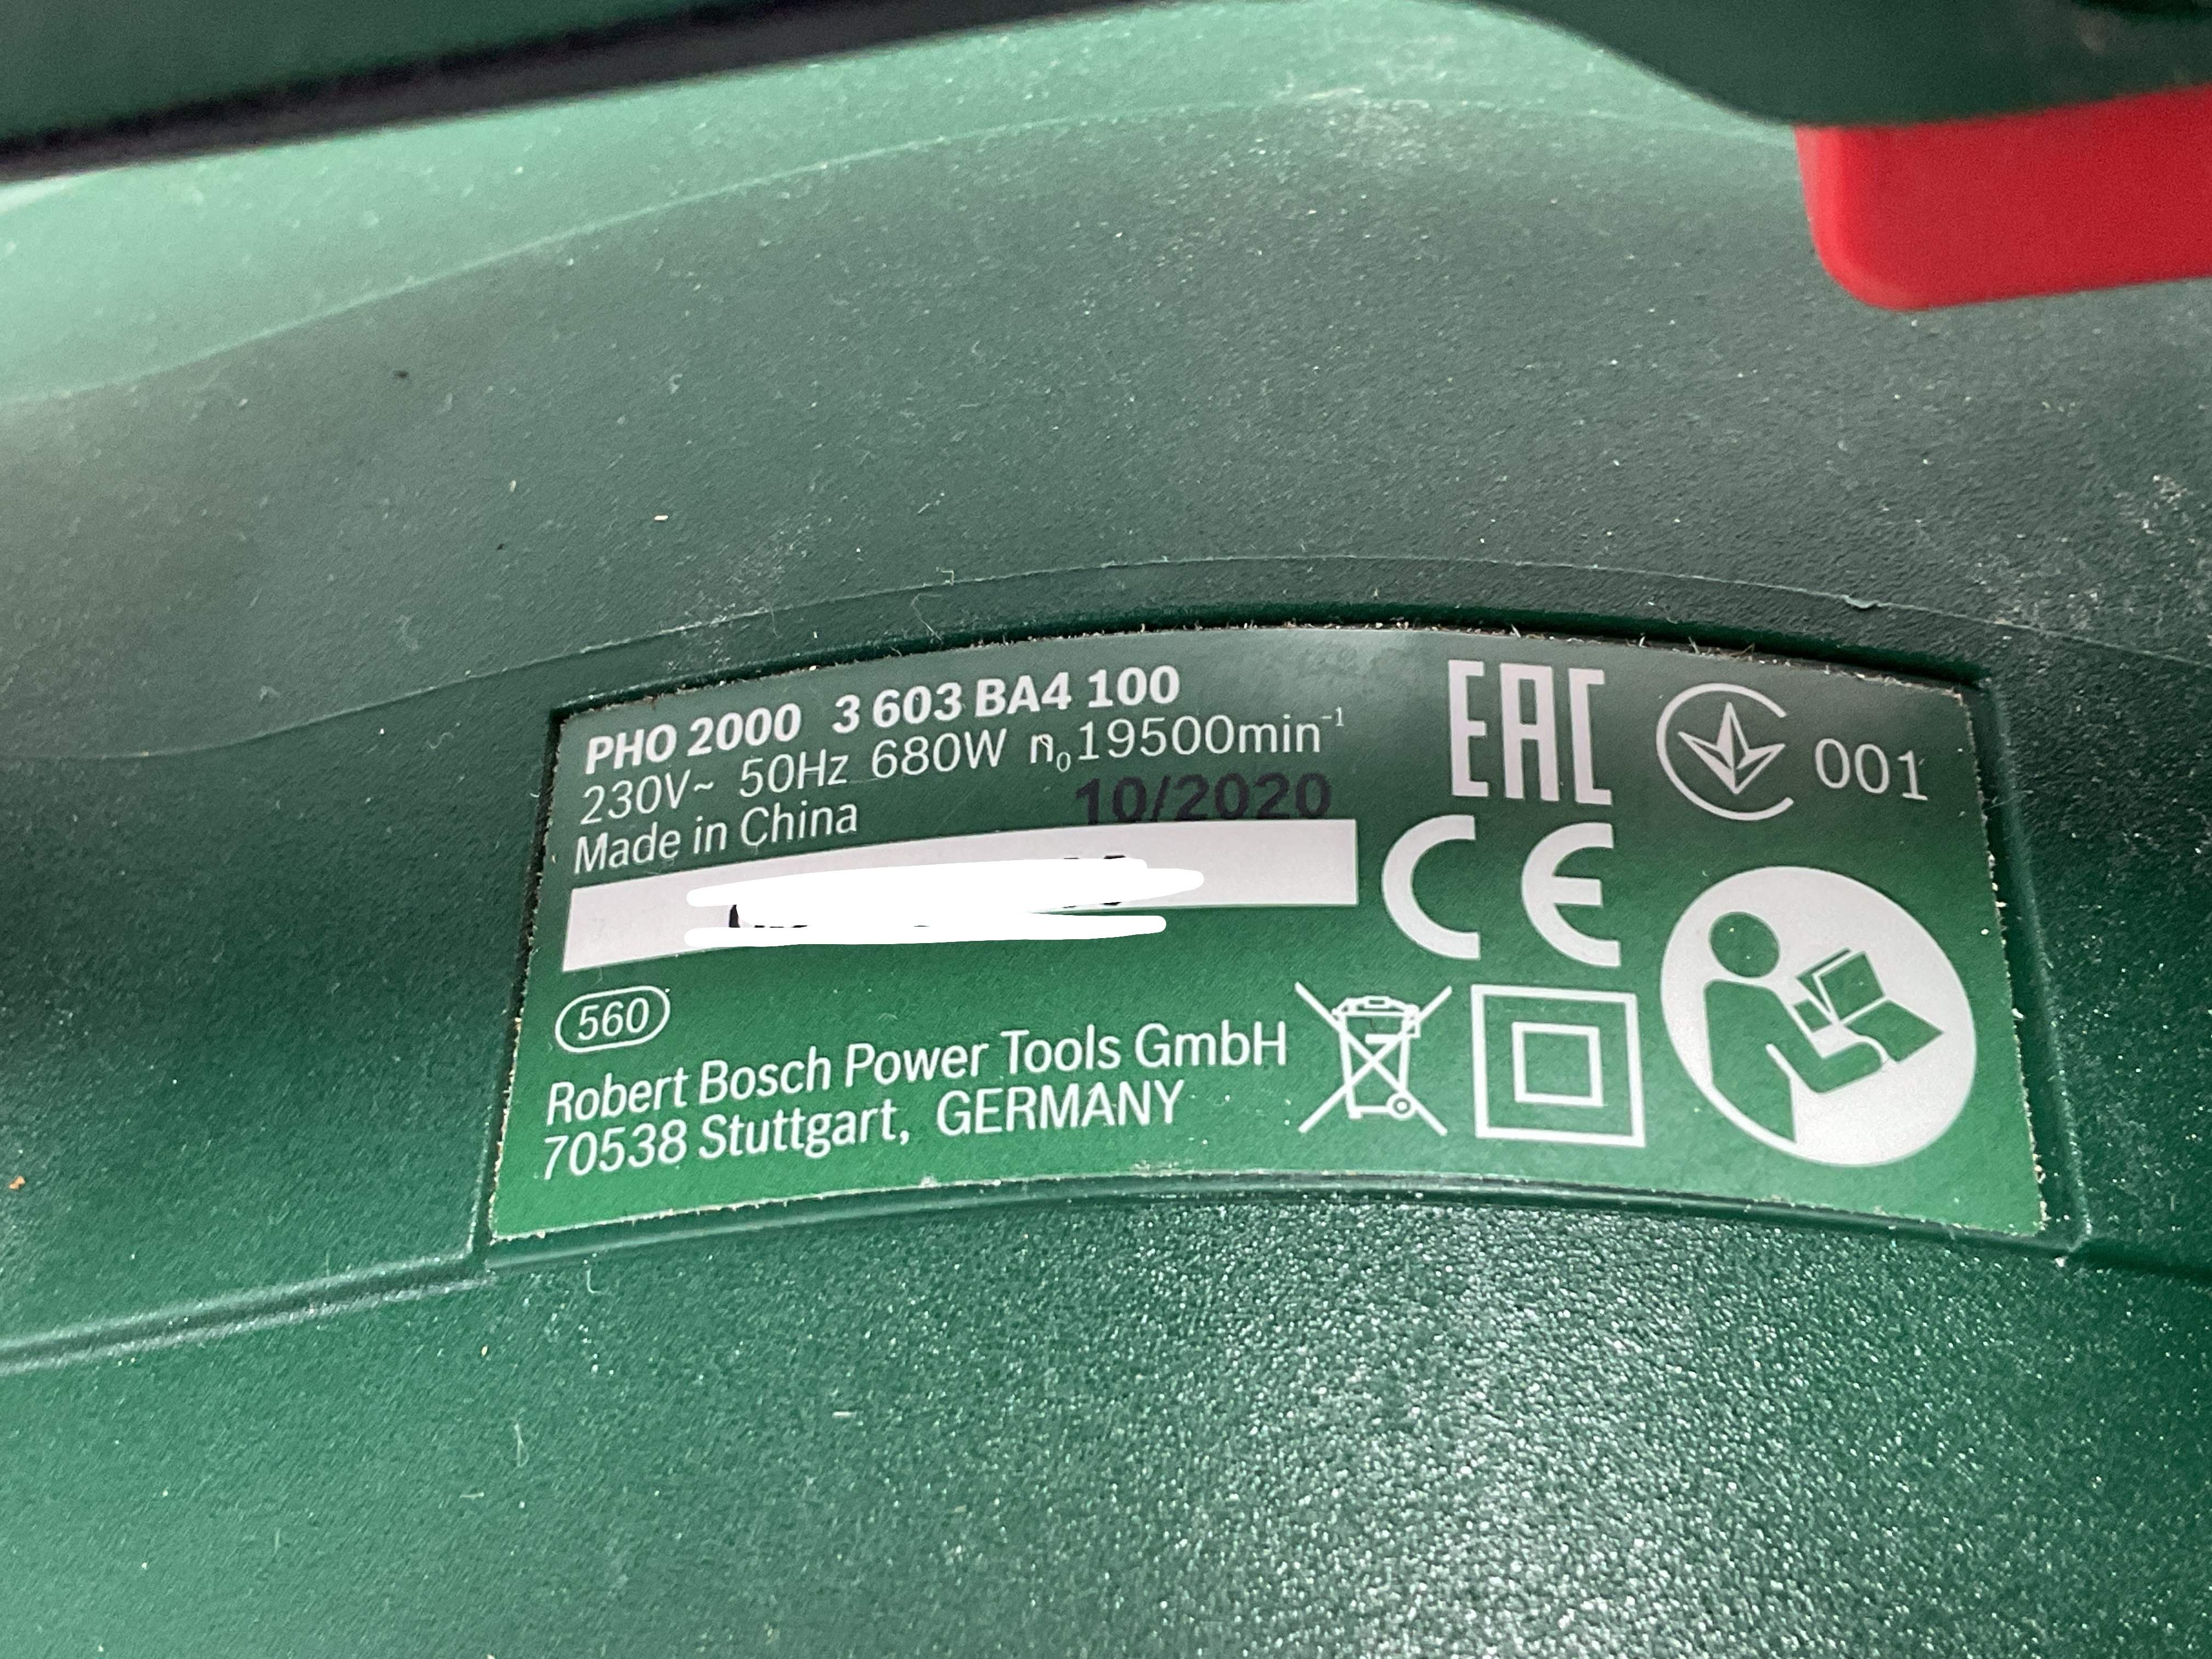 PHO 2000 3 603 BA4 100
230V~ 50Hz 680W n₀19500min⁻¹
Made in China 10/2020
560
Robert Bosch Power Tools GmbH
70538 Stuttgart, GERMANY
EAC
001
CE